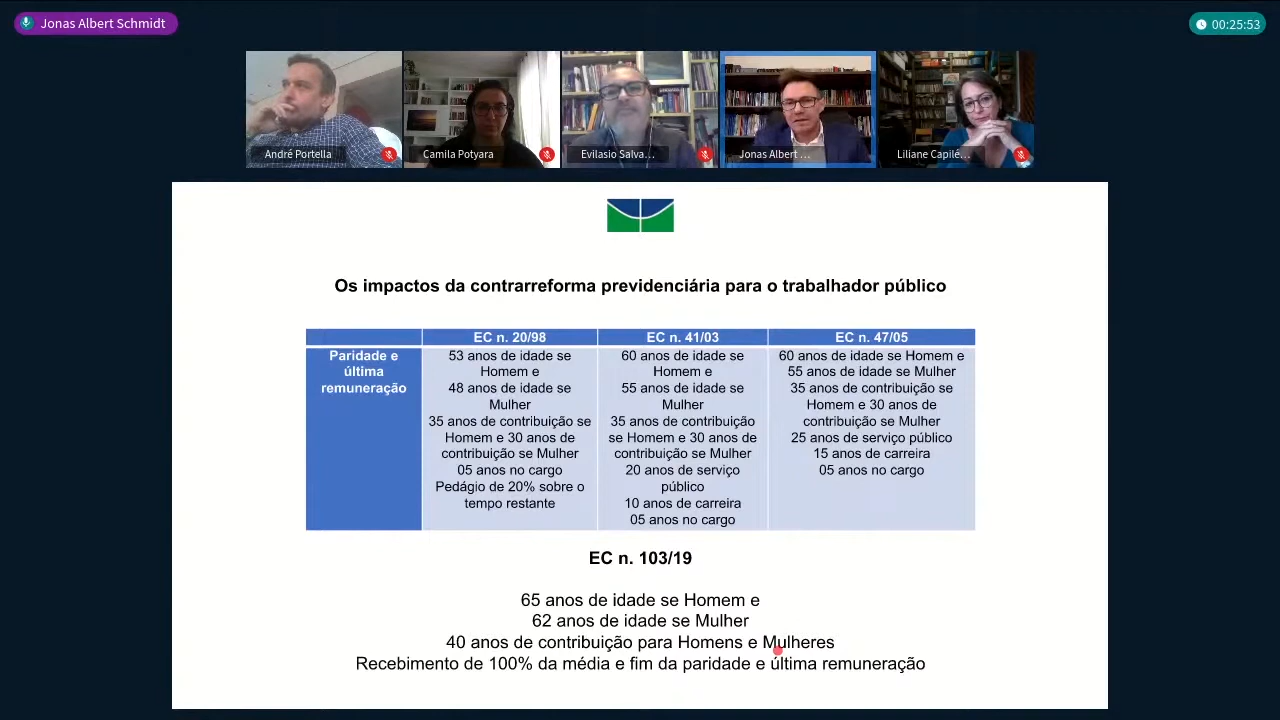 Jonas Albert Schmidt
00:25:53
André Portella
Camila Potyara
Evilasio Salva...
Jonas Albert ...
Liliane Capilé...
Os impactos da contrarreforma previdenciária para o trabalhador público
EC n. 20/98
EC n. 41/03
EC n. 47/05
Paridade e
última
remuneração
53 anos de idade se
Homem e
48 anos de idade se
Mulher
35 anos de contribuição se
Homem e 30 anos de
contribuição se Mulher
05 anos no cargo
Pedágio de 20% sobre o
tempo restante
60 anos de idade se
Homem e
55 anos de idade se
Mulher
35 anos de contribuição
se Homem e 30 anos de
contribuição se Mulher
20 anos de serviço
público
10 anos de carreira
05 anos no cargo
60 anos de idade se Homem e
55 anos de idade se Mulher
35 anos de contribuição se
Homem e 30 anos de
contribuição se Mulher
25 anos de serviço público
15 anos de carreira
05 anos no cargo
EC n. 103/19
65 anos de idade se Homem e
62 anos de idade se Mulher
40 anos de contribuição para Homens e Mulheres
Recebimento de 100% da média e fim da paridade e última remuneração